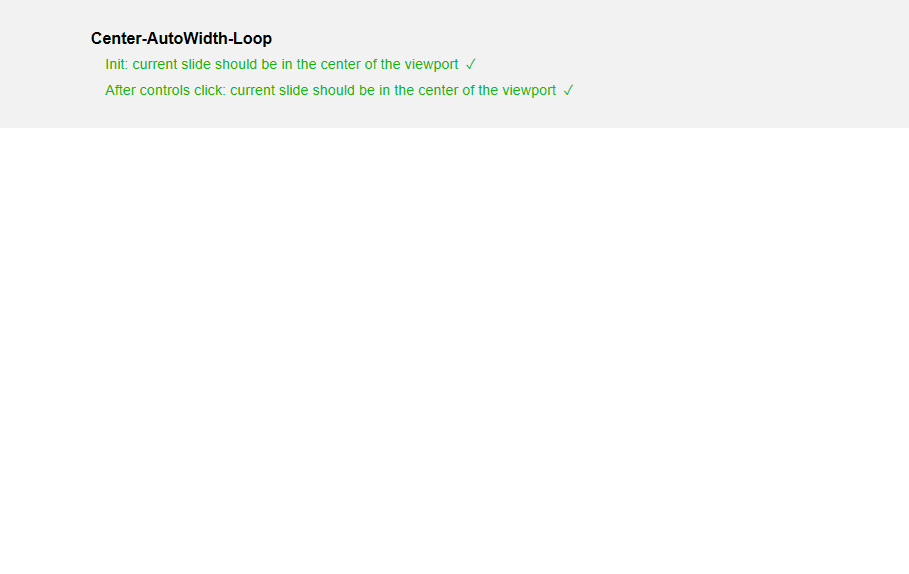 Center-AutoWidth-Loop
Init: current slide should be in the center of the viewport ✓
After controls click: current slide should be in the center of the viewport ✓